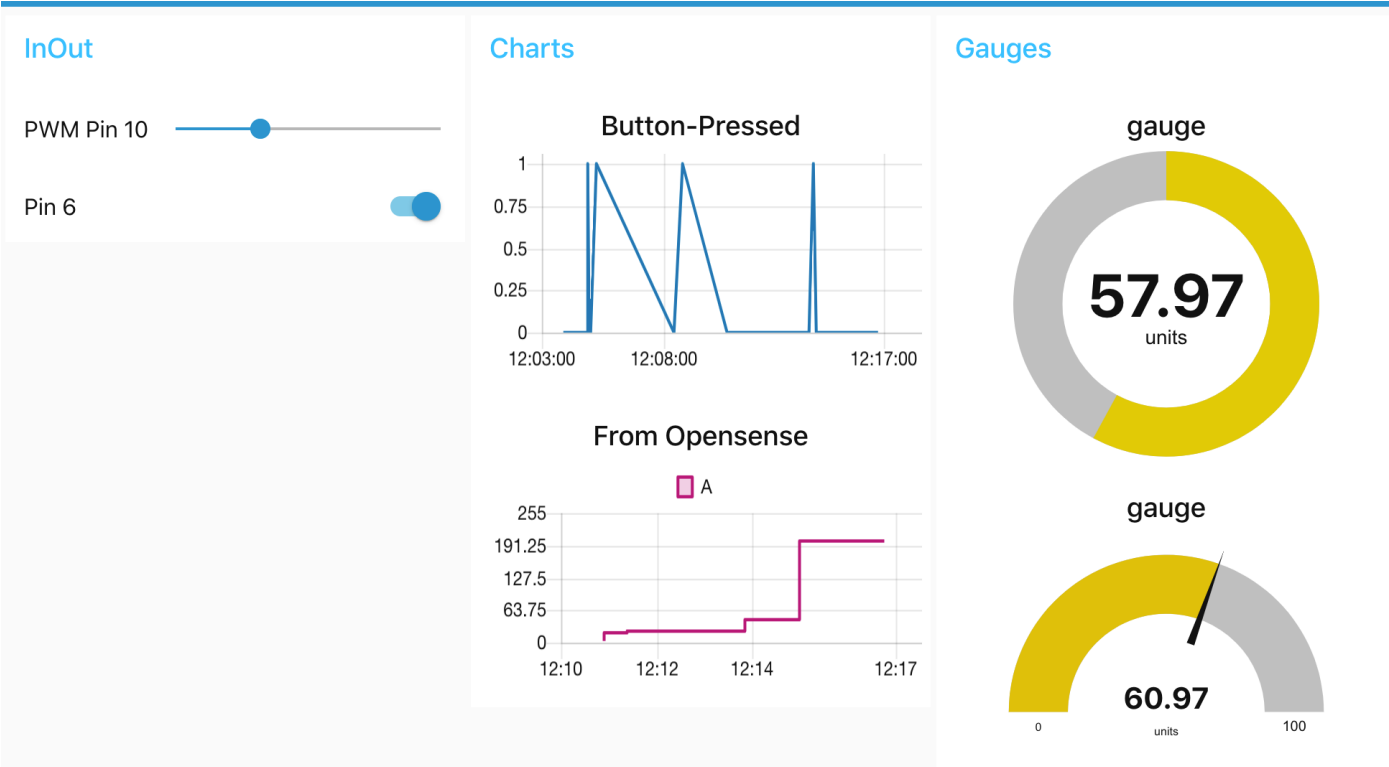 InOut
PWM Pin 10
Pin 6
Charts
Button-Pressed
1
0.75
0.5
0.25
0
12:03:00 12:08:00 12:17:00
From Opensense
A
255
191.25
127.5
63.75
0
12:10 12:12 12:14 12:17
Gauges
gauge
57.97
units
gauge
60.97
0 units 100